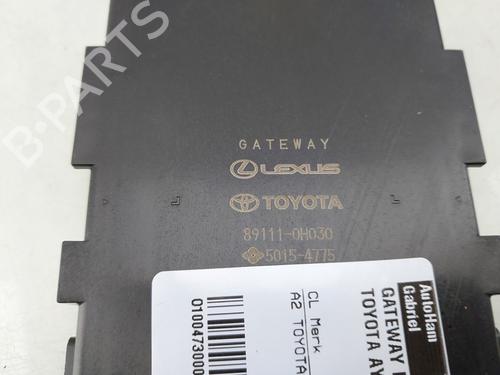 B-PARTS
GATEWAY
LEXUS
TOYOTA
89111-0H030
5015-4775
AutoHam
Gabriel
GATEWAY
TOYOTA AY
CL Merk
A2 TOYOTA
0100473000